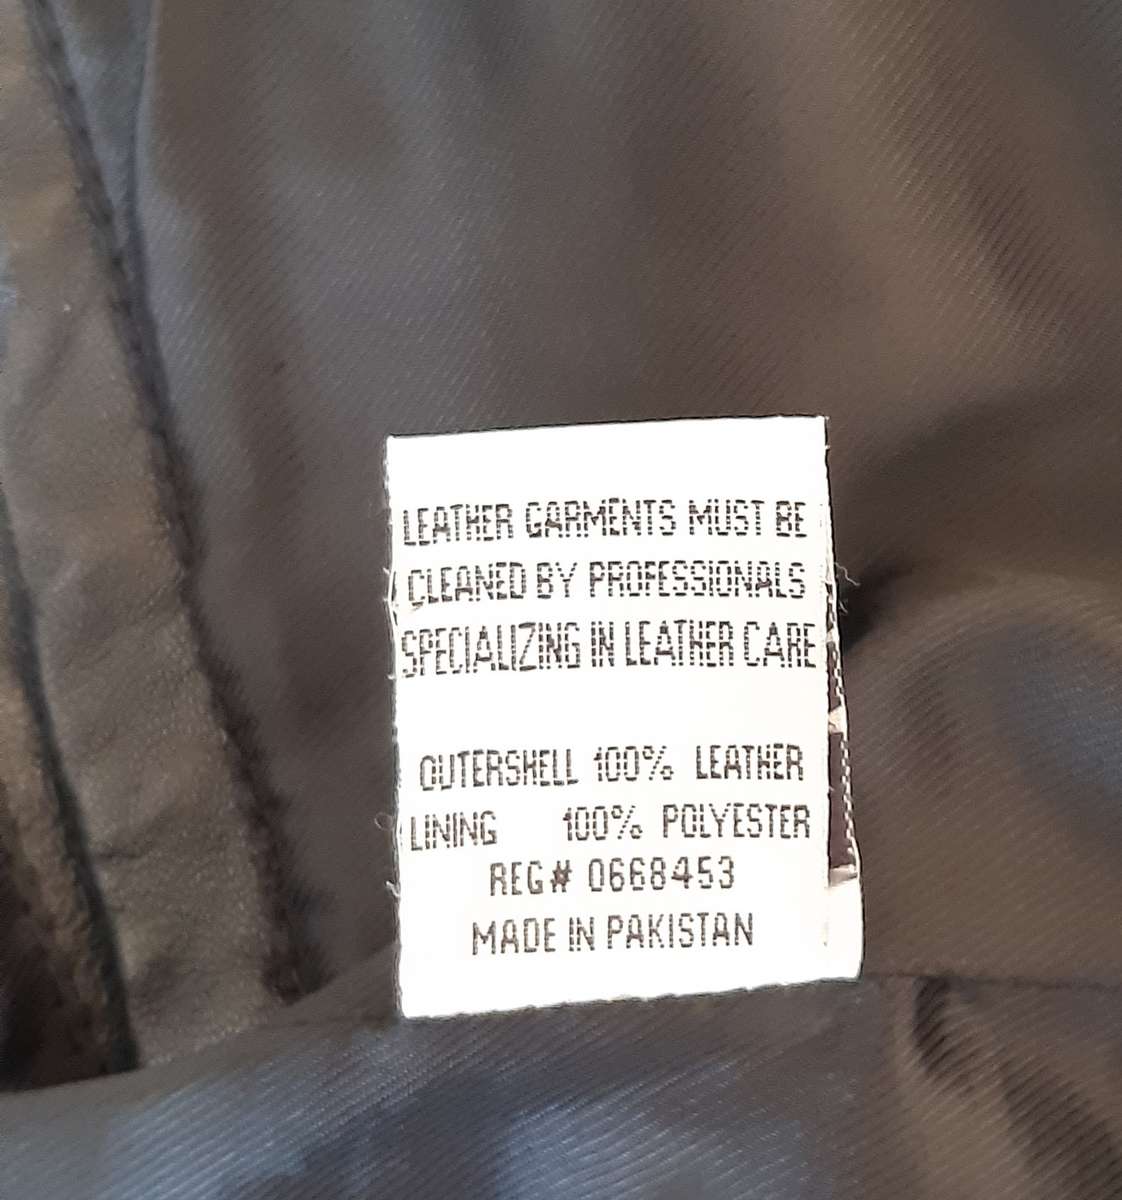 LEATHER GARMENTS MUST BE
CLEANED BY PROFESSIONALS
SPECIALIZING IN LEATHER CARE
OUTERSHELL 100% LEATHER
LINING 100% POLYESTER
REG# 0668453
MADE IN PAKISTAN